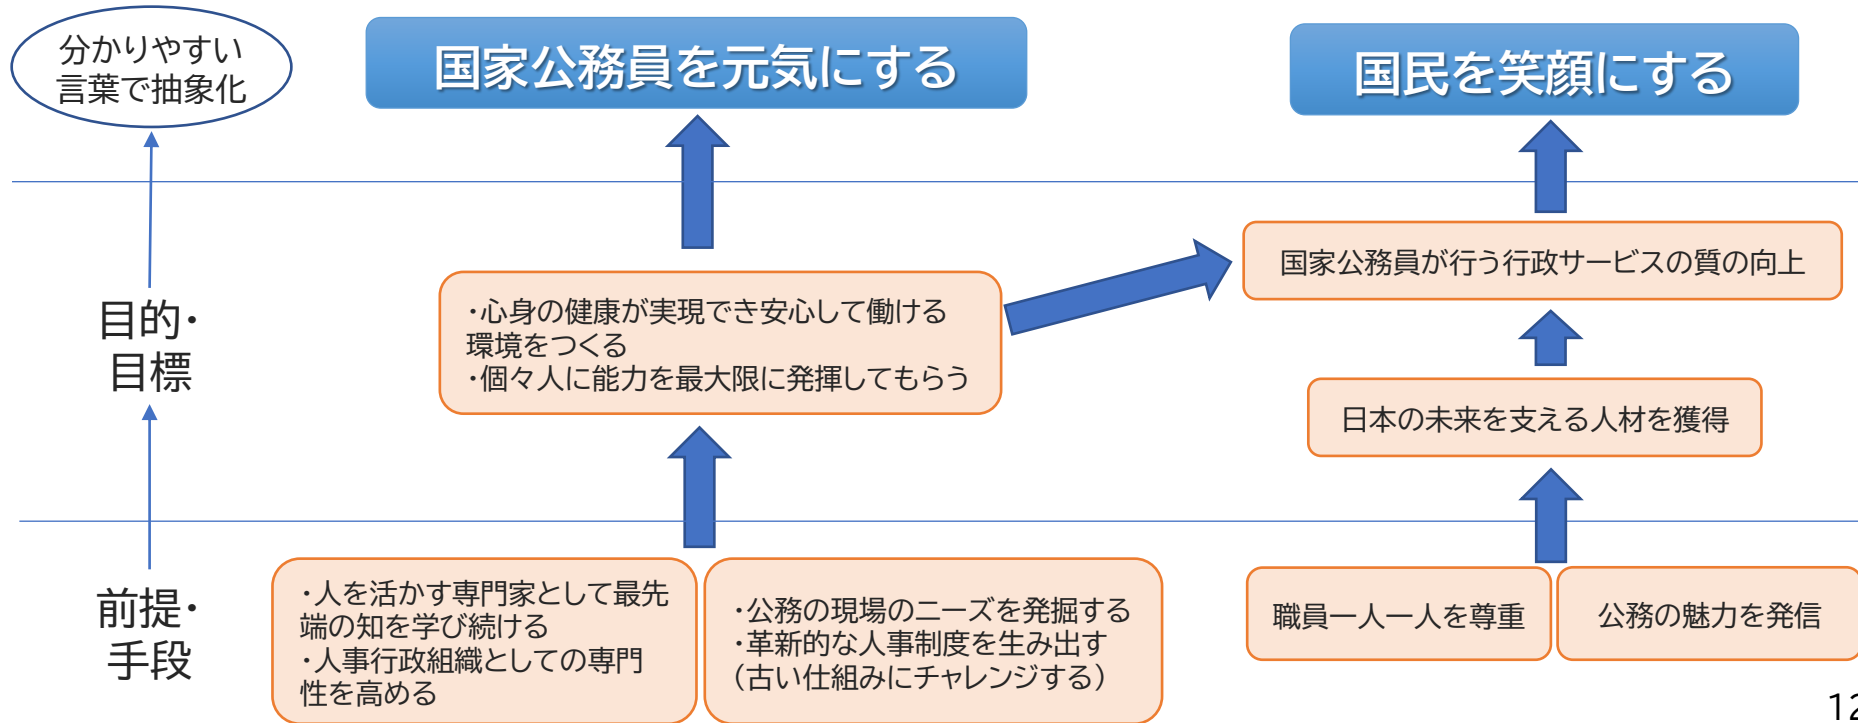 分かりやすい
言葉で抽象化
国家公務員を元気にする
国民を笑顔にする
目的・
目標
・心身の健康が実現でき安心して働ける
環境をつくる
・個々人に能力を最大限に発揮してもらう
国家公務員が行う行政サービスの質の向上
日本の未来を支える人材を獲得
前提・
手段
・人を活かす専門家として最先
端の知を学び続ける
・人事行政組織としての専門
性を高める
・公務の現場のニーズを発掘する
・革新的な人事制度を生み出す
（古い仕組みにチャレンジする）
職員一人一人を尊重
公務の魅力を発信
12